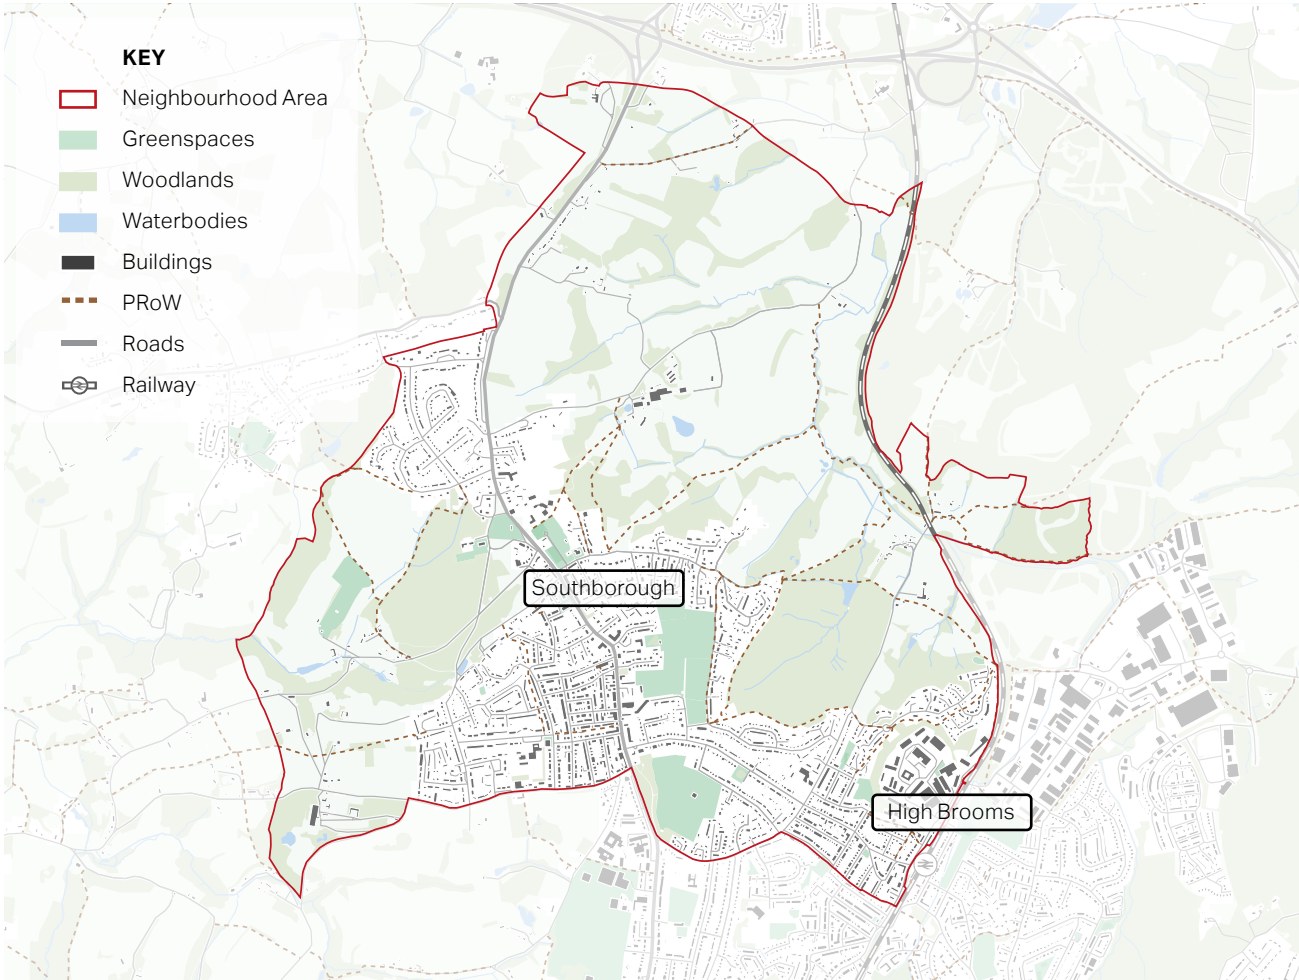 KEY
Neighbourhood Area
Greenspaces
Woodlands
Waterbodies
Buildings
PRoW
Roads
Railway
Southborough
High Brooms